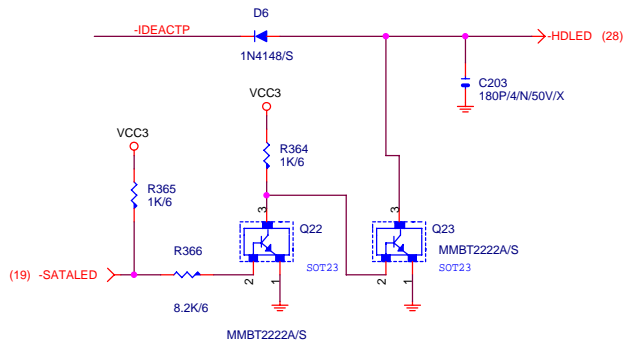 D6
-IDEACTP
-HDLED (28)
1N4148/S
C203
180P/4/N/50V/X
VCC3
VCC3
R364
1K/6
R365
1K/6
3
3
Q22
Q23
R366
MMBT2222A/S
SOT23
SOT23
(19) -SATALED
2
1
2
1
8.2K/6
MMBT2222A/S